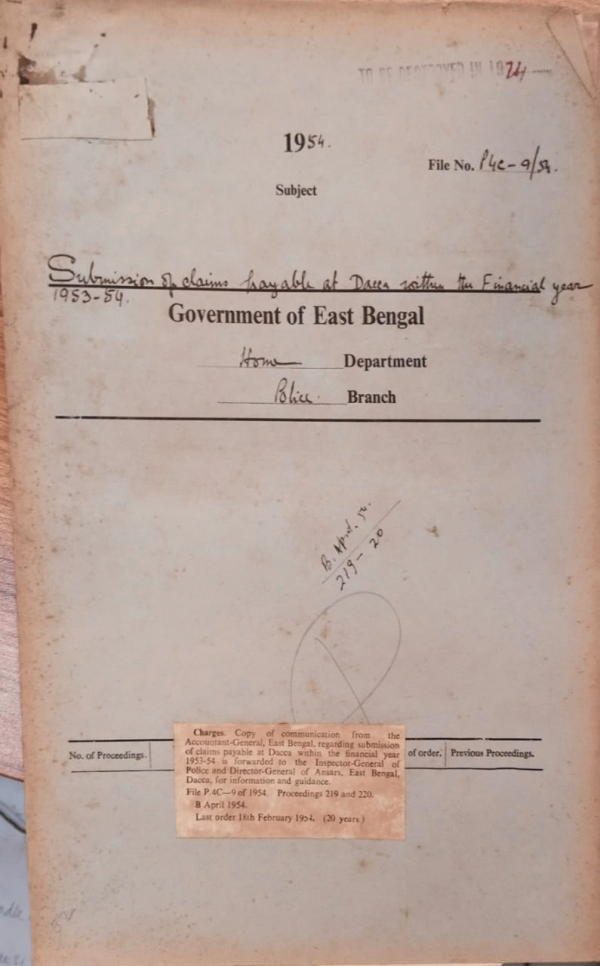 TO BE DESTROYED IN 1974
1954.
File No. P4C-9/54.
Subject
Submission of claims payable at Dacca within the Financial year
1953-54.
Government of East Bengal
Home Department
Police Branch
B. Apl. 54.
219-20
No. of Proceedings.
of order. Previous Proceedings.
Charges. Copy of communication from the
Accountant-General, East Bengal, regarding submission
of claims payable at Dacca within the financial year
1953-54 is forwarded to the Inspector-General of
Police and Director-General of Ansars, East Bengal,
Dacca, for information and guidance.
File P.4C—9 of 1954. Proceedings 219 and 220.
B April 1954.
Last order 18th February 1954. (20 years)